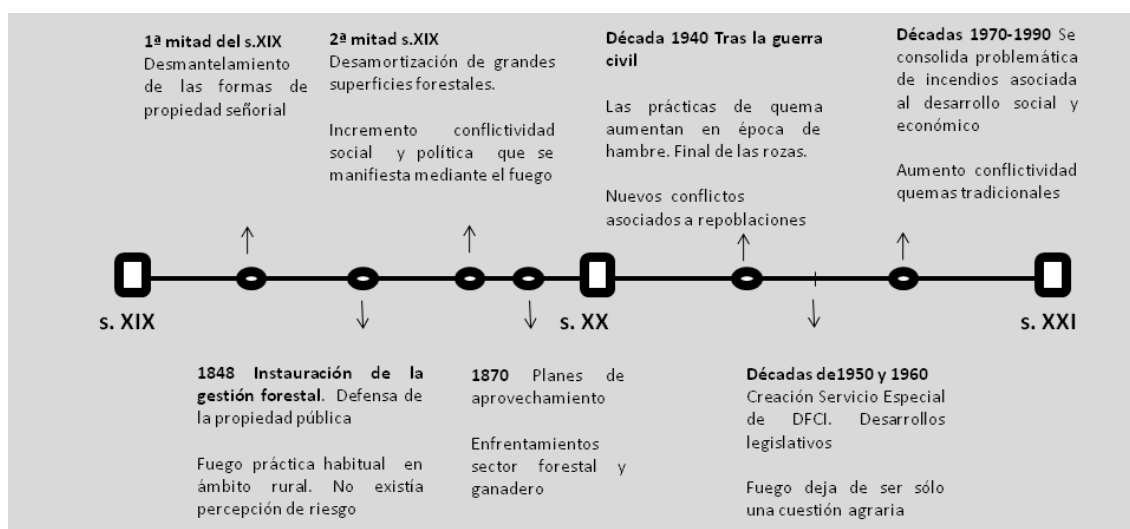 1ª mitad del s.XIX
Desmantelamiento
de las formas de
propiedad señorial
2ª mitad s.XIX
Desamortización de grandes
superficies forestales.
Incremento conflictividad
social y política que se
manifiesta mediante el fuego
Década 1940 Tras la guerra
civil
Las prácticas de quema
aumentan en época de
hambre. Final de las rozas.
Nuevos conflictos
asociados a repoblaciones
Décadas 1970-1990 Se
consolida problemática
de incendios asociada
al desarrollo social y
económico
Aumento conflictividad
quemas tradicionales
s. XIX
s. XX
s. XXI
1848 Instauración de la
gestión forestal. Defensa de
la propiedad pública
Fuego práctica habitual en
ámbito rural. No existía
percepción de riesgo
1870 Planes de
aprovechamiento
Enfrentamientos
sector forestal y
ganadero
Décadas de1950 y 1960
Creación Servicio Especial
de DFCI. Desarrollos
legislativos
Fuego deja de ser sólo
una cuestión agraria